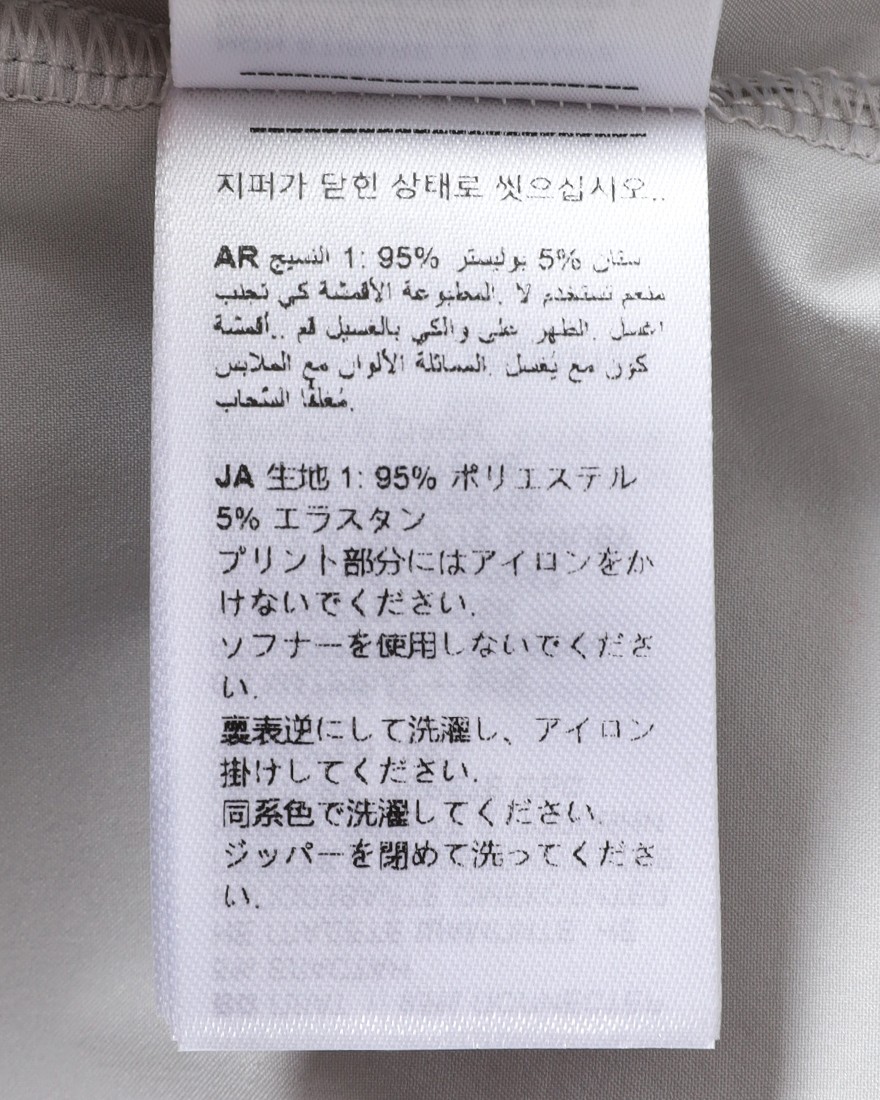 지퍼가 닫힌 상태로 씻으십시오..
AR النسيج 1: 95% بوليستر 5% ستان
منعم تستخدم لا .المطبوعة الأقمشة كي تجنب
اغسل .الظهر على والكي بالغسيل قم ..أقمشة
كون مع يُغسل .المماثلة الألوان مع الملابس
مُغلقًا السّحاب.
JA 生地 1: 95% ポリエステル
5% エラスタン
プリント部分にはアイロンをか
けないでください.
ソフナーを使用しないでくださ
い.
裏表逆にして洗濯し、アイロン
掛けしてください.
同系色で洗濯してください.
ジッパーを閉めて洗ってくださ
い.